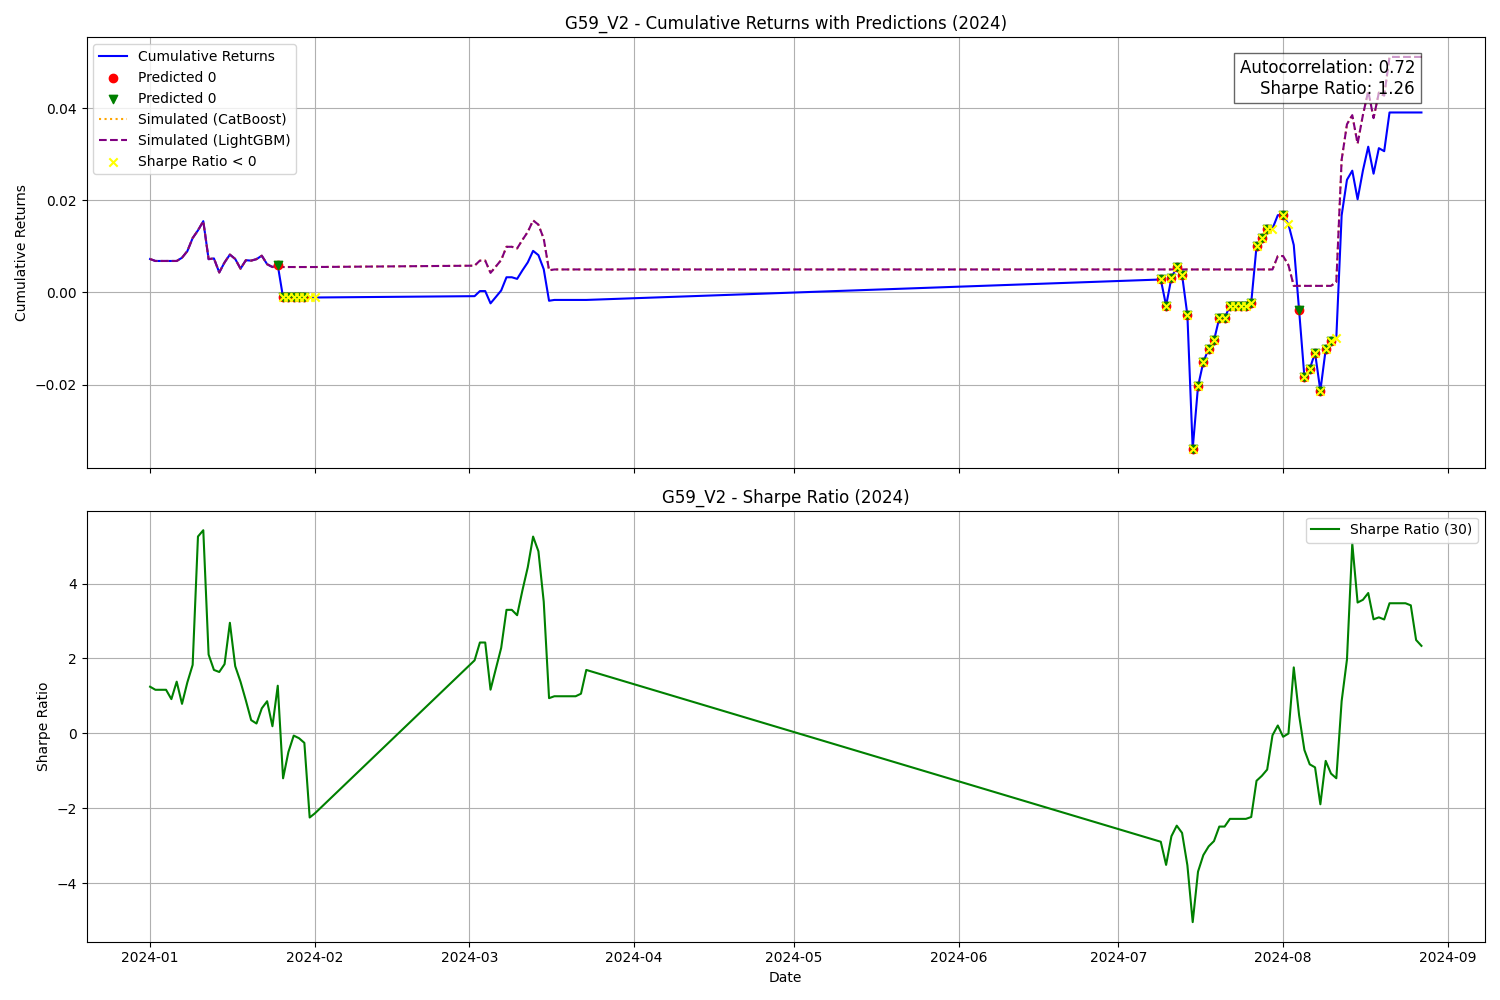 G59_V2 - Cumulative Returns with Predictions (2024)
Cumulative Returns
Predicted 0
Predicted 0
Simulated (CatBoost)
Simulated (LightGBM)
Sharpe Ratio < 0
Autocorrelation: 0.72
Sharpe Ratio: 1.26
0.04
0.02
0.00
−0.02
Cumulative Returns
G59_V2 - Sharpe Ratio (2024)
Sharpe Ratio (30)
4
2
0
−2
−4
Sharpe Ratio
2024-01 2024-02 2024-03 2024-04 2024-05 2024-06 2024-07 2024-08 2024-09
Date